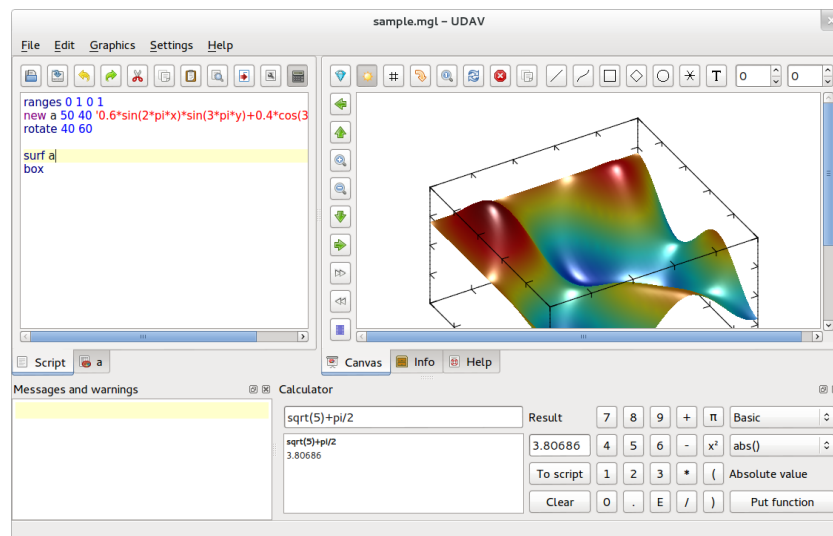 sample.mgl – UDAV
File Edit Graphics Settings Help
T 0 0
ranges 0 1 0 1
new a 50 40 '0.6*sin(2*pi*x)*sin(3*pi*y)+0.4*cos(3
rotate 40 60
surf a
box
Script a
Canvas Info Help
Messages and warnings
Calculator
sqrt(5)+pi/2
Result 7 8 9 + π Basic
sqrt(5)+pi/2
3.80686
3.80686 4 5 6 - x² abs()
To script 1 2 3 * ( Absolute value
Clear 0 . E / ) Put function